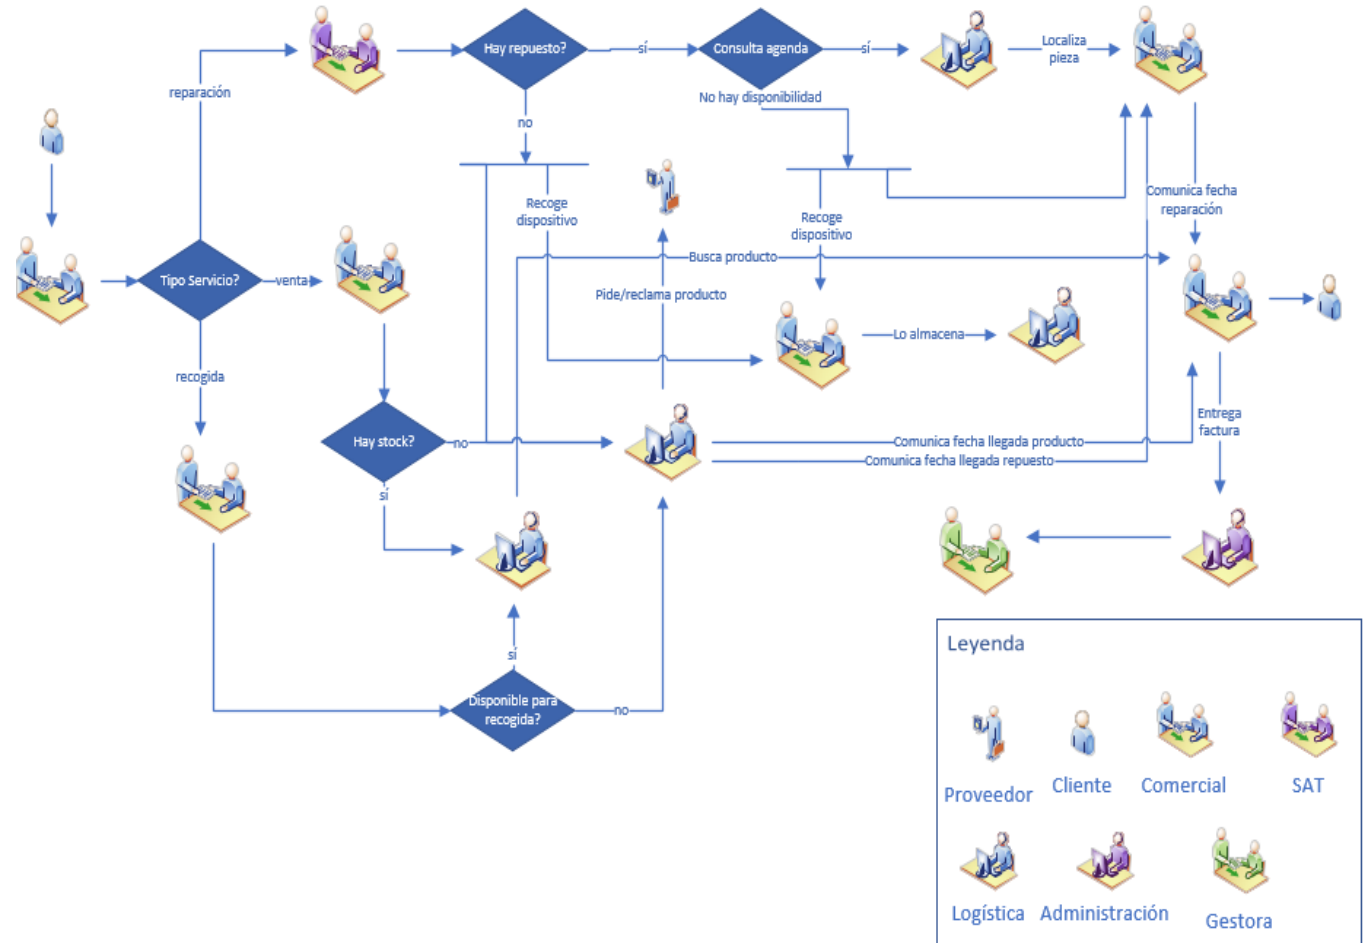 Hay repuesto?
sí
Consulta agenda
sí
Localiza
pieza
reparación
No hay disponibilidad
no
Recoge
dispositivo
Recoge
dispositivo
Comunica fecha
reparación
Tipo Servicio?
venta
Busca producto
Pide/reclama producto
Lo almacena
recogida
Hay stock?
no
Comunica fecha llegada producto
Comunica fecha llegada repuesto
Entrega
factura
sí
sí
Disponible para
recogida?
no
Leyenda
Proveedor
Cliente
Comercial
SAT
Logística
Administración
Gestora